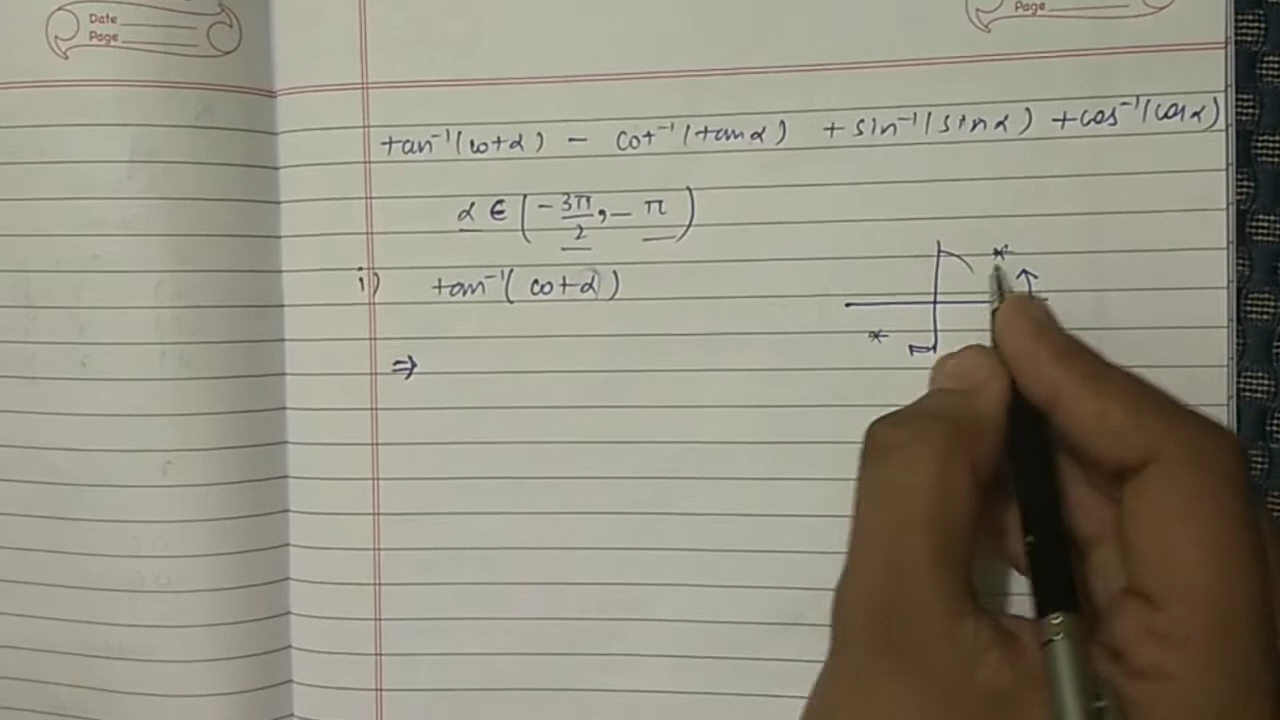 Date
Page
Page
tan⁻¹(cotα) - cot⁻¹(tanα) + sin⁻¹(sinα) + cos⁻¹(cosα)
α ∈ (-3π/2, -π)
i) tan⁻¹(cotα)
⇒